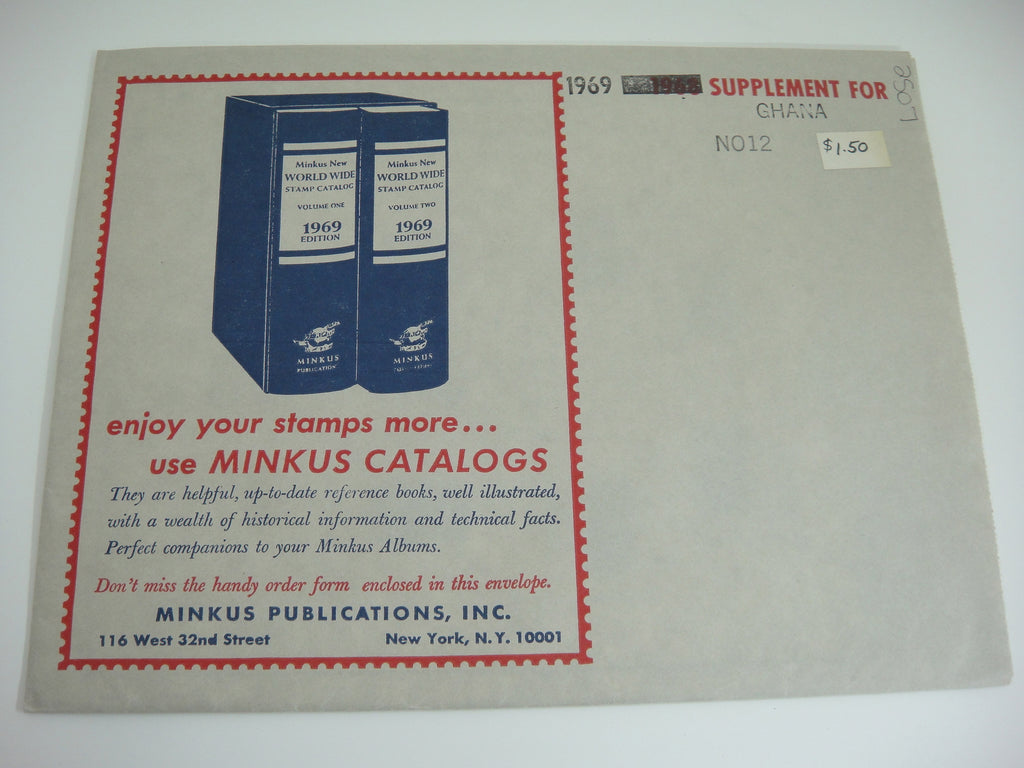 1969 1968 SUPPLEMENT FOR
GHANA
NO12
$1.50
LOSE
Minkus New
WORLD WIDE
STAMP CATALOG
VOLUME ONE
1969
EDITION
MINKUS
PUBLICATION
Minkus New
WORLD WIDE
STAMP CATALOG
VOLUME TWO
1969
EDITION
MINKUS
enjoy your stamps more...
use MINKUS CATALOGS
They are helpful, up-to-date reference books, well illustrated,
with a wealth of historical information and technical facts.
Perfect companions to your Minkus Albums.
Don't miss the handy order form enclosed in this envelope.
MINKUS PUBLICATIONS, INC.
116 West 32nd Street New York, N.Y. 10001